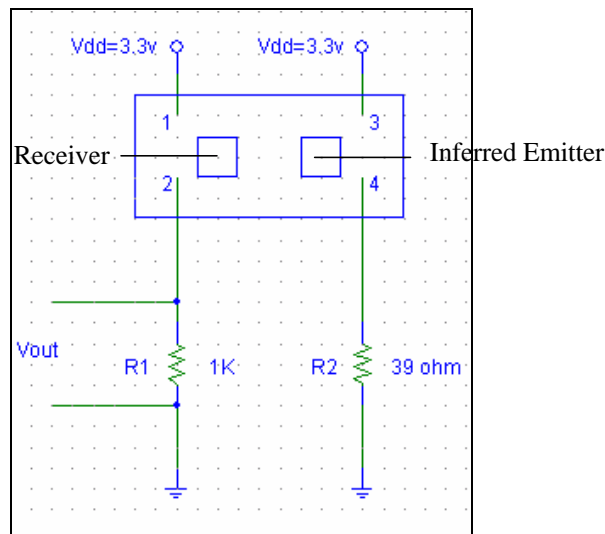 Vdd=3.3v Vdd=3.3v
1 3
Receiver Inferred Emitter
2 4
Vout
R1 1K R2 39 ohm